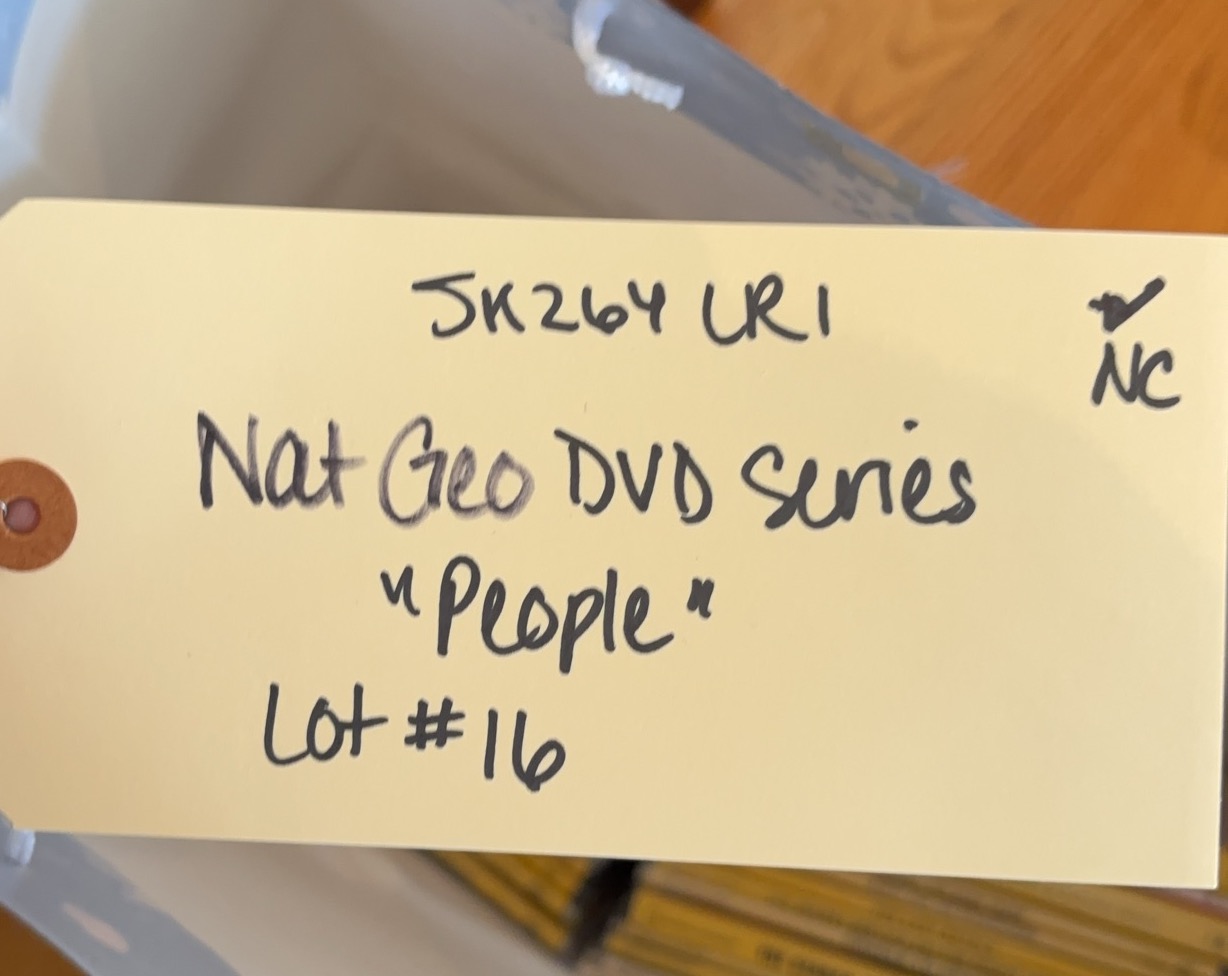 JK264 LR1
✓
NC
Nat Geo DVD Series
"People"
Lot #16